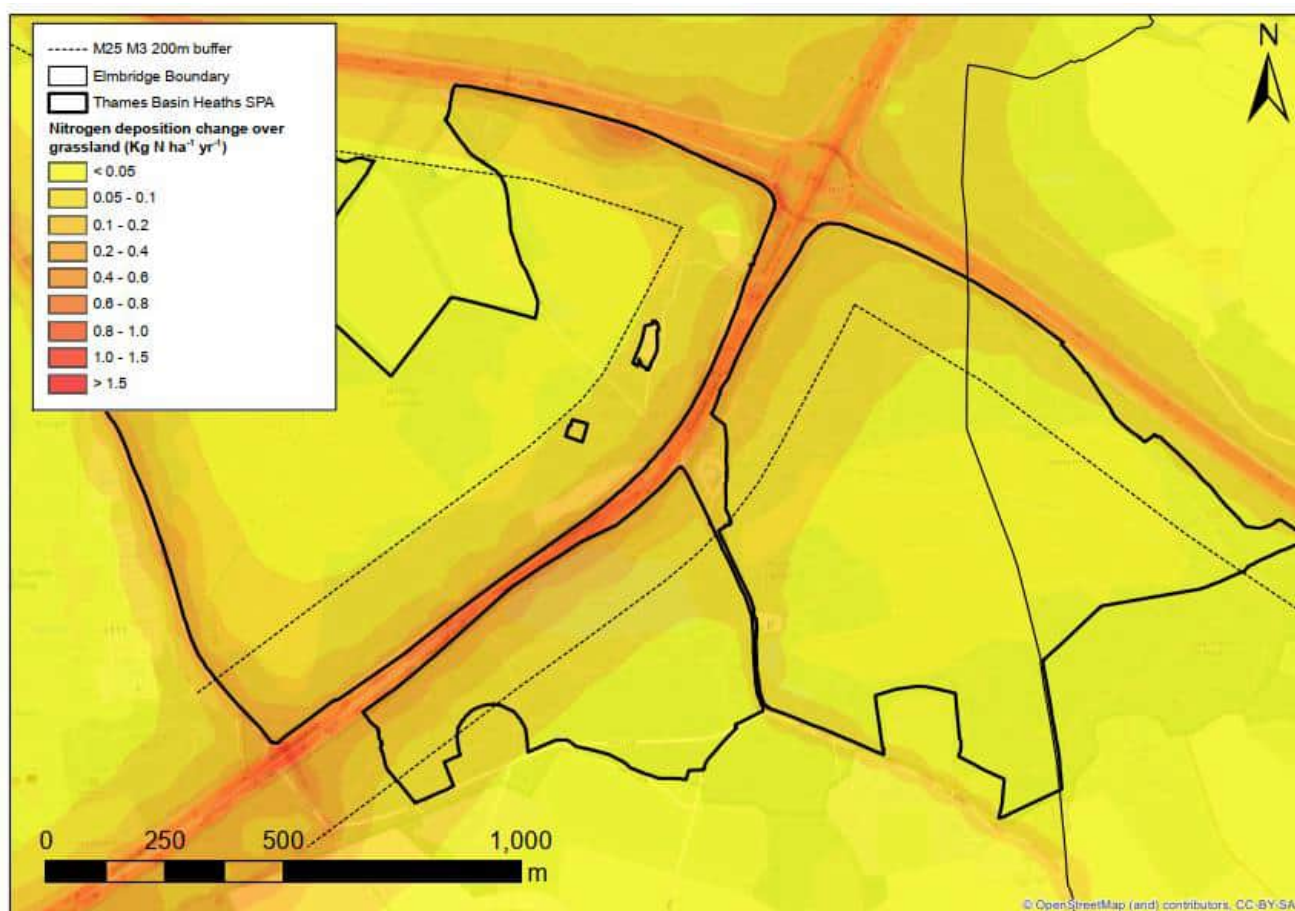 M25 M3 200m buffer
Elmbridge Boundary
Thames Basin Heaths SPA
Nitrogen deposition change over
grassland (Kg N ha⁻¹ yr⁻¹)
< 0.05
0.05 - 0.1
0.1 - 0.2
0.2 - 0.4
0.4 - 0.6
0.6 - 0.8
0.8 - 1.0
1.0 - 1.5
> 1.5
N
0 250 500 1,000
m
© OpenStreetMap (and) contributors, CC-BY-SA